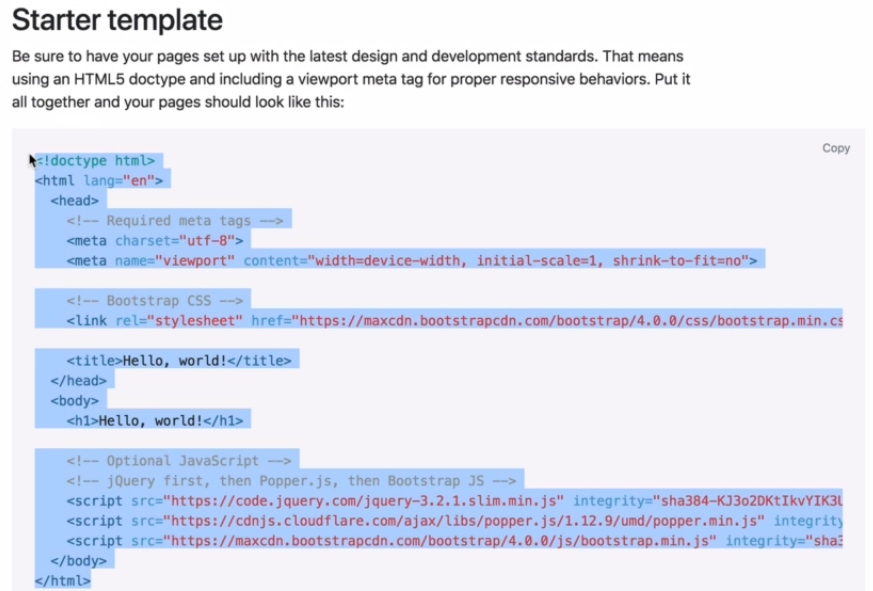 Starter template
Be sure to have your pages set up with the latest design and development standards. That means
using an HTML5 doctype and including a viewport meta tag for proper responsive behaviors. Put it
all together and your pages should look like this:
Copy
<!doctype html>
<html lang="en">
  <head>
    <!-- Required meta tags -->
    <meta charset="utf-8">
    <meta name="viewport" content="width=device-width, initial-scale=1, shrink-to-fit=no">
    <!-- Bootstrap CSS -->
    <link rel="stylesheet" href="https://maxcdn.bootstrapcdn.com/bootstrap/4.0.0/css/bootstrap.min.cs
    <title>Hello, world!</title>
  </head>
  <body>
    <h1>Hello, world!</h1>
    <!-- Optional JavaScript -->
    <!-- jQuery first, then Popper.js, then Bootstrap JS -->
    <script src="https://code.jquery.com/jquery-3.2.1.slim.min.js" integrity="sha384-KJ3o2DKtIkvYIK3U
    <script src="https://cdnjs.cloudflare.com/ajax/libs/popper.js/1.12.9/umd/popper.min.js" integrity
    <script src="https://maxcdn.bootstrapcdn.com/bootstrap/4.0.0/js/bootstrap.min.js" integrity="sha3
  </body>
</html>